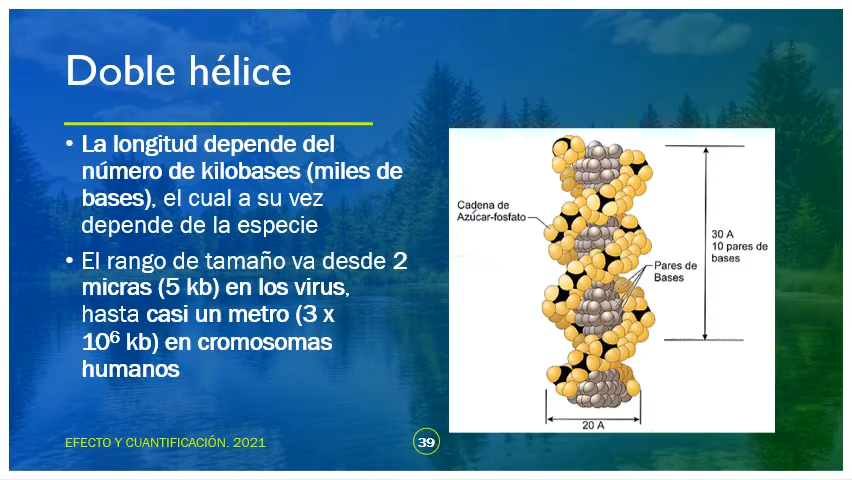 Doble hélice
• La longitud depende del
número de kilobases (miles de
bases), el cual a su vez
depende de la especie
• El rango de tamaño va desde 2
micras (5 kb) en los virus,
hasta casi un metro (3 x
10⁶ kb) en cromosomas
humanos
Cadena de
Azúcar-fosfato
30 A
10 pares de
bases
Pares de
Bases
20 A
EFECTO Y CUANTIFICACIÓN. 2021
39